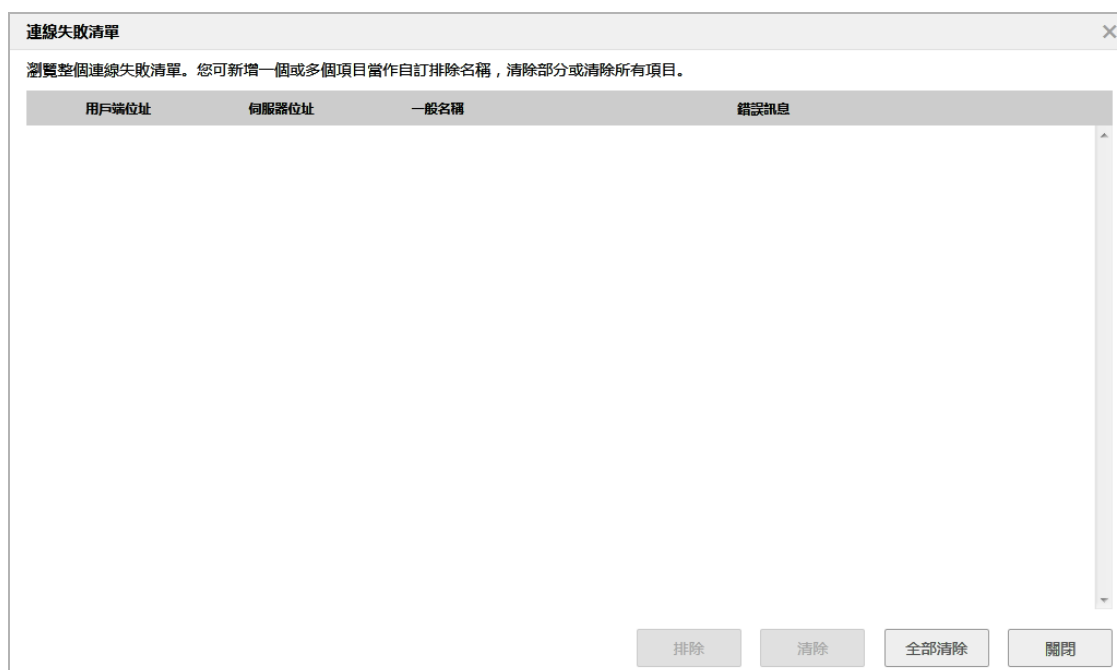 連線失敗清單
瀏覽整個連線失敗清單。您可新增一個或多個項目當作自訂排除名稱，清除部分或清除所有項目。
用戶端位址 伺服器位址 一般名稱 錯誤訊息
排除 清除 全部清除 關閉